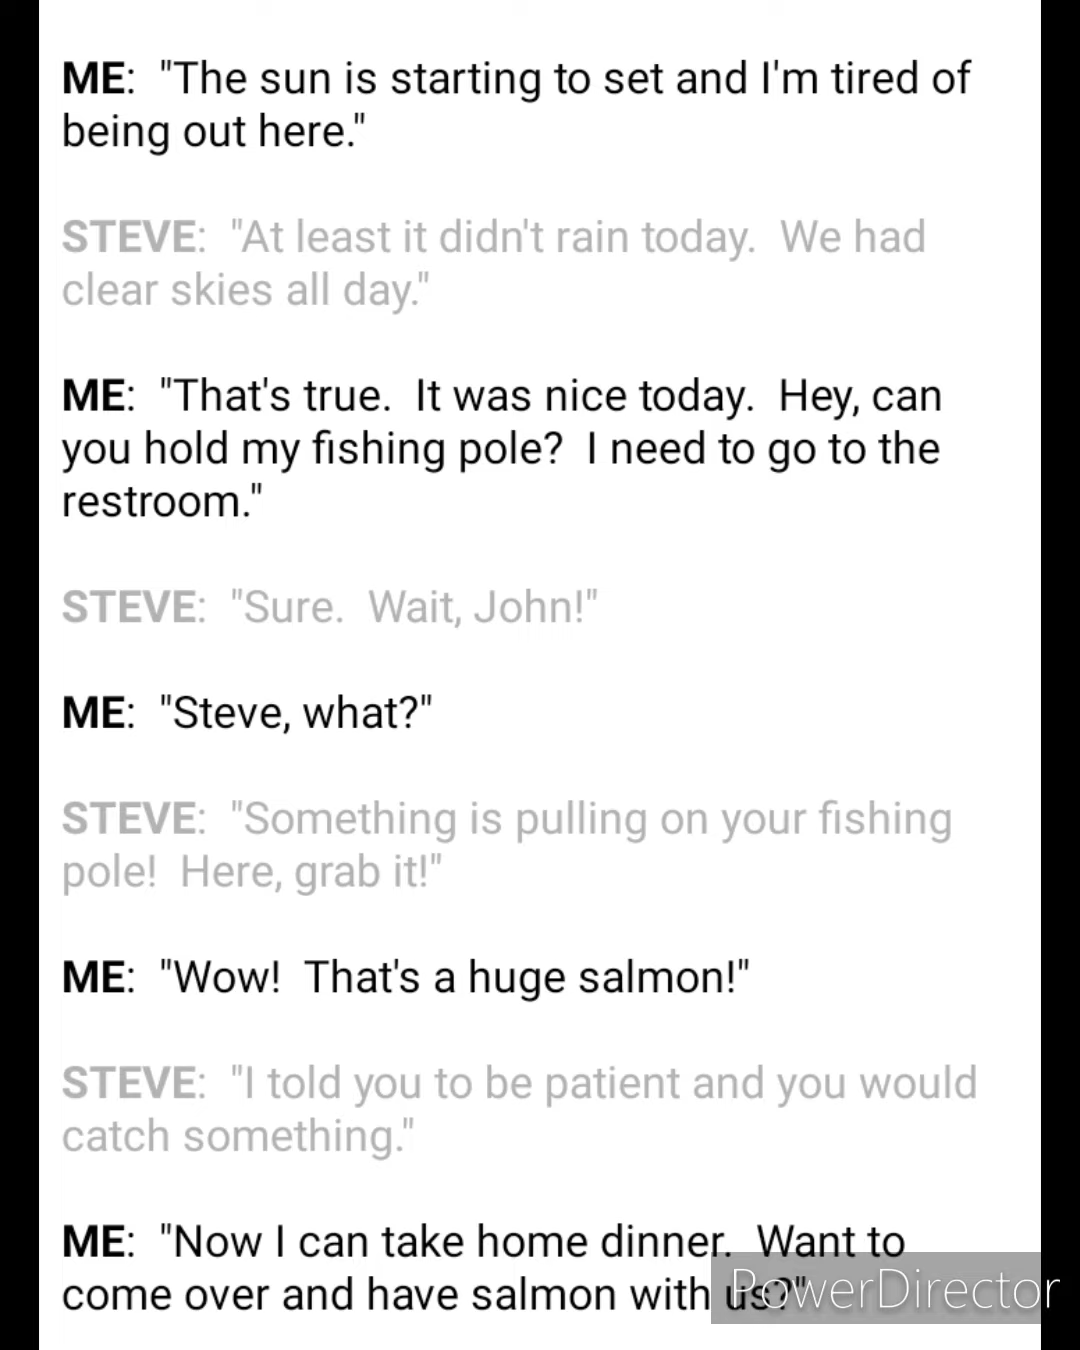 ME:  "The sun is starting to set and I'm tired of
being out here."
STEVE:  "At least it didn't rain today.  We had
clear skies all day."
ME:  "That's true.  It was nice today.  Hey, can
you hold my fishing pole?  I need to go to the
restroom."
STEVE:  "Sure.  Wait, John!"
ME:  "Steve, what?"
STEVE:  "Something is pulling on your fishing
pole!  Here, grab it!"
ME:  "Wow!  That's a huge salmon!"
STEVE:  "I told you to be patient and you would
catch something."
ME:  "Now I can take home dinner.  Want to
come over and have salmon with us?"
PowerDirector